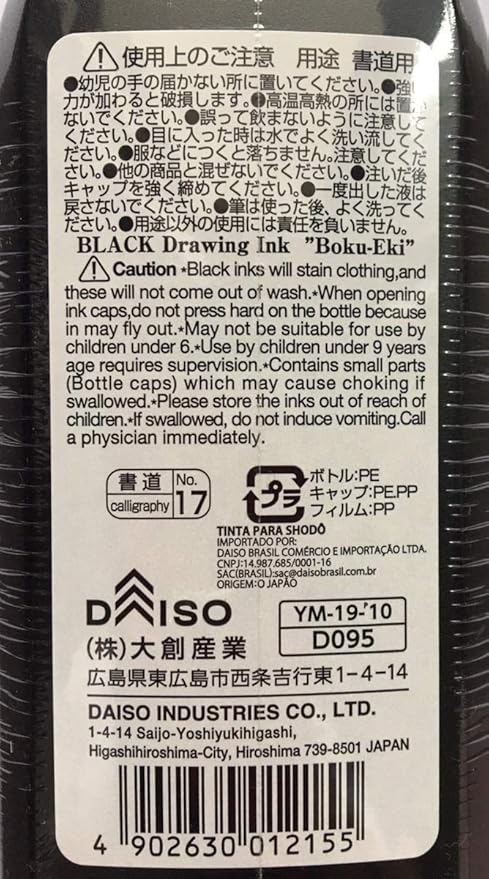 ⚠使用上のご注意 用途 書道用
●幼児の手の届かない所に置いてください。●強い
力が加わると破損します。●高温高熱の所には置か
ないでください。●誤って飲まないように注意して
ください。●目に入った時は水でよく洗い流してく
ださい。●服などにつくと落ちません。注意してくだ
さい。●他の商品と混ぜないでください。●注いだ後
キャップを強く締めてください。●一度出した液は
戻さないでください。●筆は使った後、よく洗ってく
ださい。●用途以外の使用には責任を負いません。
BLACK Drawing Ink "Boku-Eki"
⚠Caution *Black inks will stain clothing,and
these will not come out of wash.*When opening
ink caps,do not press hard on the bottle because
in may fly out.*May not be suitable for use by
children under 6.*Use by children under 9 years
age requires supervision.*Contains small parts
(Bottle caps) which may cause choking if
swallowed.*Please store the inks out of reach of
children.*If swallowed, do not induce vomiting.Call
a physician immediately.
書道 No.
calligraphy 17
プラ
ボトル:PE
キャップ:PE.PP
フィルム:PP
TINTA PARA SHODÔ
IMPORTADO POR:
DAISO BRASIL COMÉRCIO E IMPORTAÇÃO LTDA.
CNPJ:14.987.685/0001-16
SAC(BRASIL):sac@daisobrasil.com.br
ORIGEM:O JAPÃO
DAISO
YM-19-'10
D095
(株)大創産業
広島県東広島市西条吉行東1-4-14
DAISO INDUSTRIES CO., LTD.
1-4-14 Saijo-Yoshiyukihigashi,
Higashihiroshima-City, Hiroshima 739-8501 JAPAN
4 902630 012155